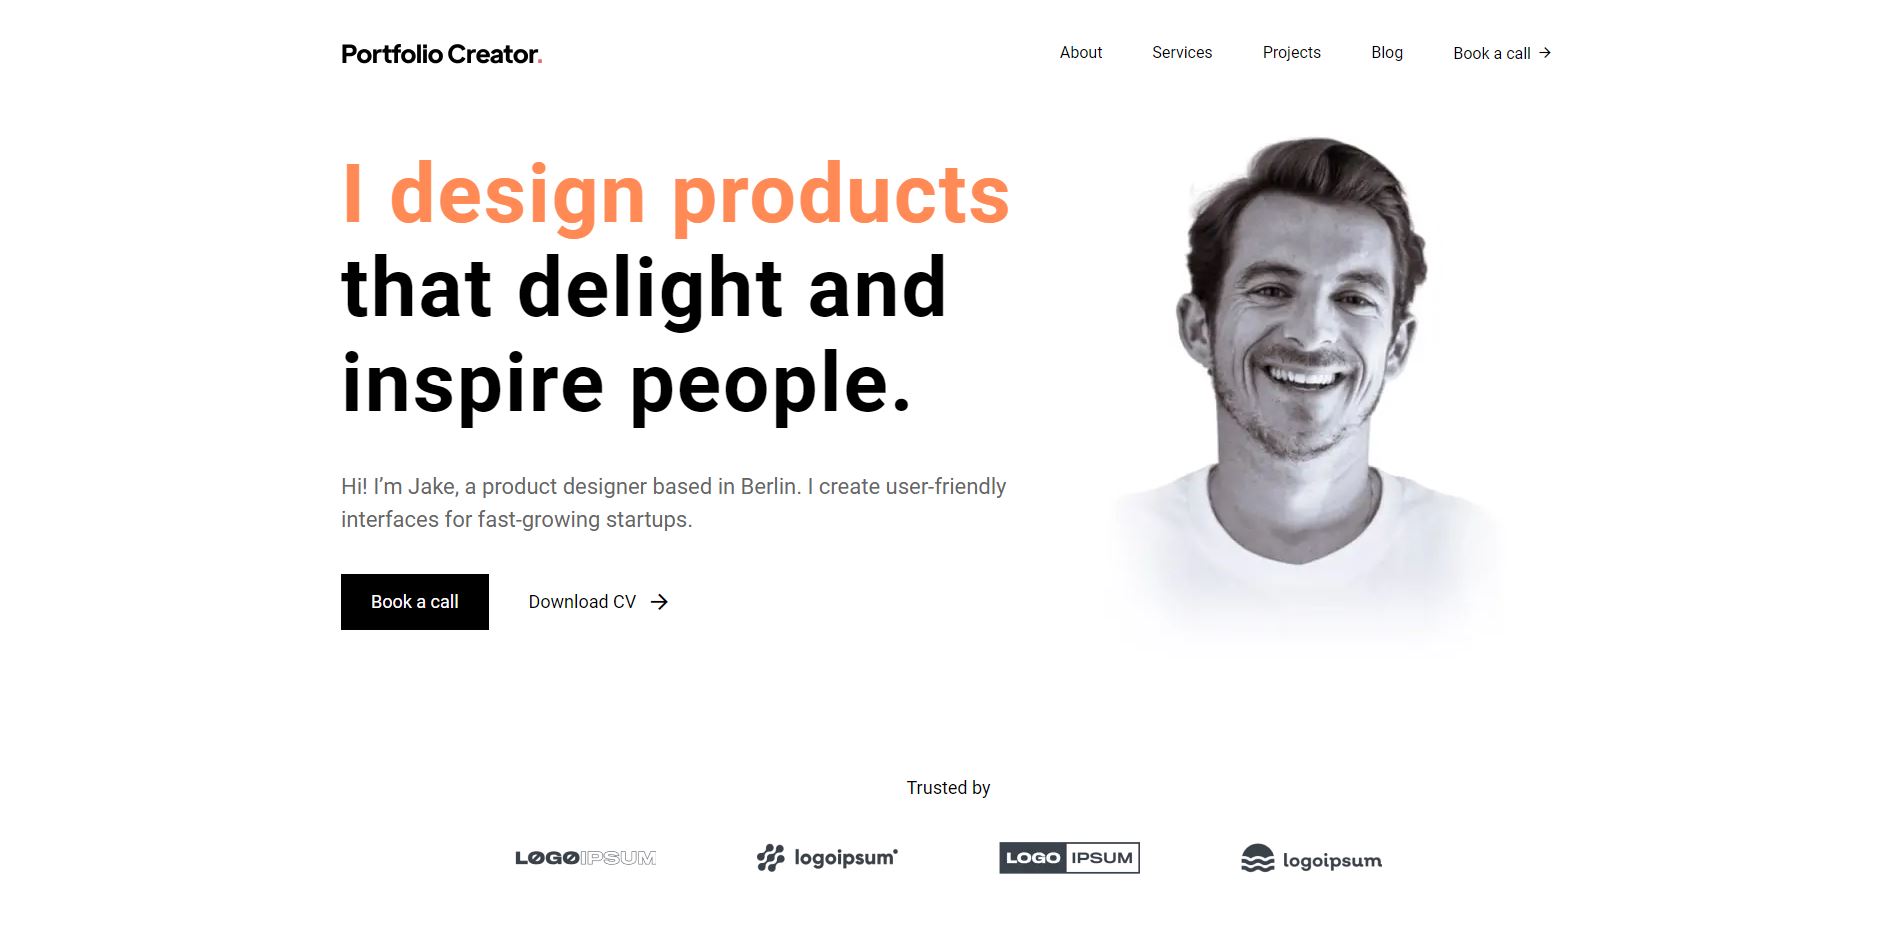 Portfolio Creator.
About Services Projects Blog Book a call →
I design products
that delight and
inspire people.
Hi! I’m Jake, a product designer based in Berlin. I create user-friendly
interfaces for fast-growing startups.
Book a call Download CV →
Trusted by
LOGOIPSUM logoipsum LOGO IPSUM logoipsum